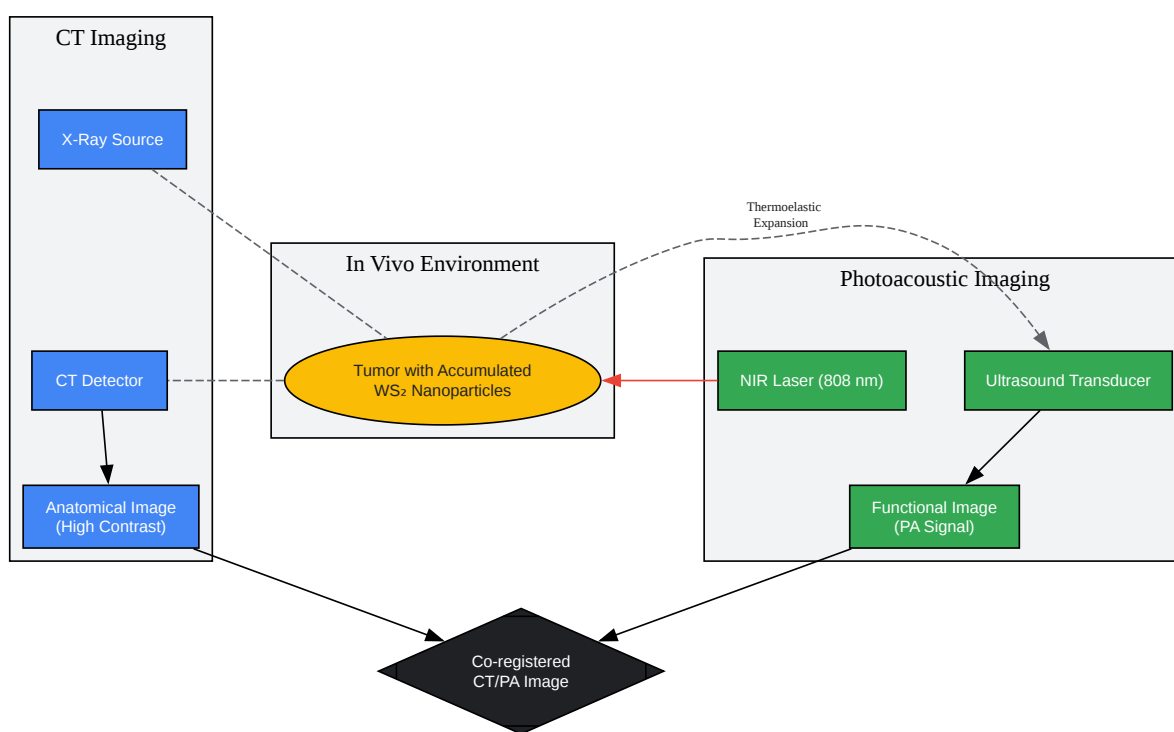 CT Imaging
X-Ray Source
Thermoelastic
Expansion
In Vivo Environment
Photoacoustic Imaging
CT Detector
Tumor with Accumulated
WS₂ Nanoparticles
NIR Laser (808 nm)
Ultrasound Transducer
Anatomical Image
(High Contrast)
Functional Image
(PA Signal)
Co-registered
CT/PA Image